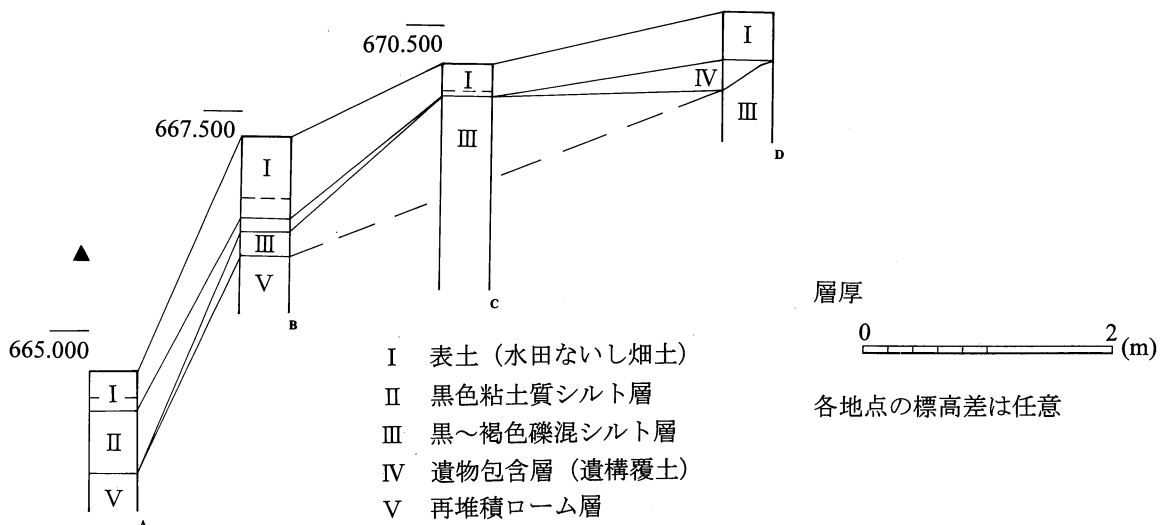 670.500
667.500
665.000
Ⅰ
Ⅲ
C
Ⅰ
Ⅳ
Ⅲ
D
Ⅰ
Ⅲ
Ⅴ
B
Ⅰ
Ⅱ
Ⅴ
A
Ⅰ 表土(水田ないし畑土)
Ⅱ 黒色粘土質シルト層
Ⅲ 黒～褐色礫混シルト層
Ⅳ 遺物包含層(遺構覆土)
Ⅴ 再堆積ローム層
層厚
0 2 (m)
各地点の標高差は任意